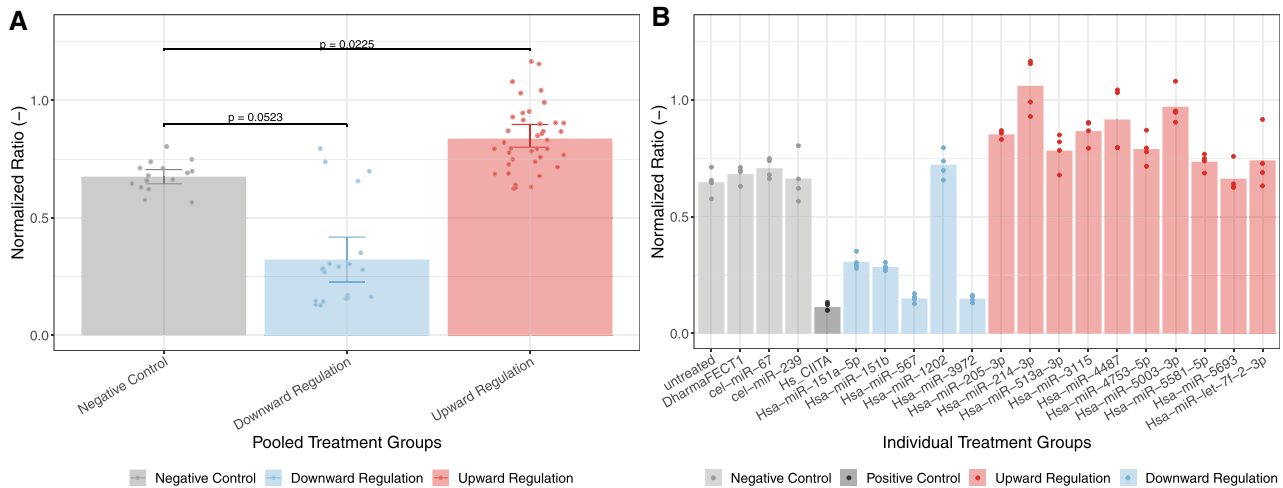 A
p = 0.0225
p = 0.0523
1.0
0.5
0.0
Normalized Ratio (−)
Negative Control
Downward Regulation
Upward Regulation
Pooled Treatment Groups
Negative Control Downward Regulation Upward Regulation
B
1.0
0.5
0.0
Normalized Ratio (−)
untreated
DharmaFECT1
cel−miR−67
cel−miR−239
Hs_CIITA
Hsa−miR−151a−5p
Hsa−miR−151b
Hsa−miR−567
Hsa−miR−1202
Hsa−miR−3972
Hsa−miR−205−3p
Hsa−miR−214−3p
Hsa−miR−513a−3p
Hsa−miR−3115
Hsa−miR−4487
Hsa−miR−4753−5p
Hsa−miR−5003−3p
Hsa−miR−5581−5p
Hsa−miR−5693
Hsa−miR−let−7f−2−3p
Individual Treatment Groups
Negative Control Positive Control Upward Regulation Downward Regulation